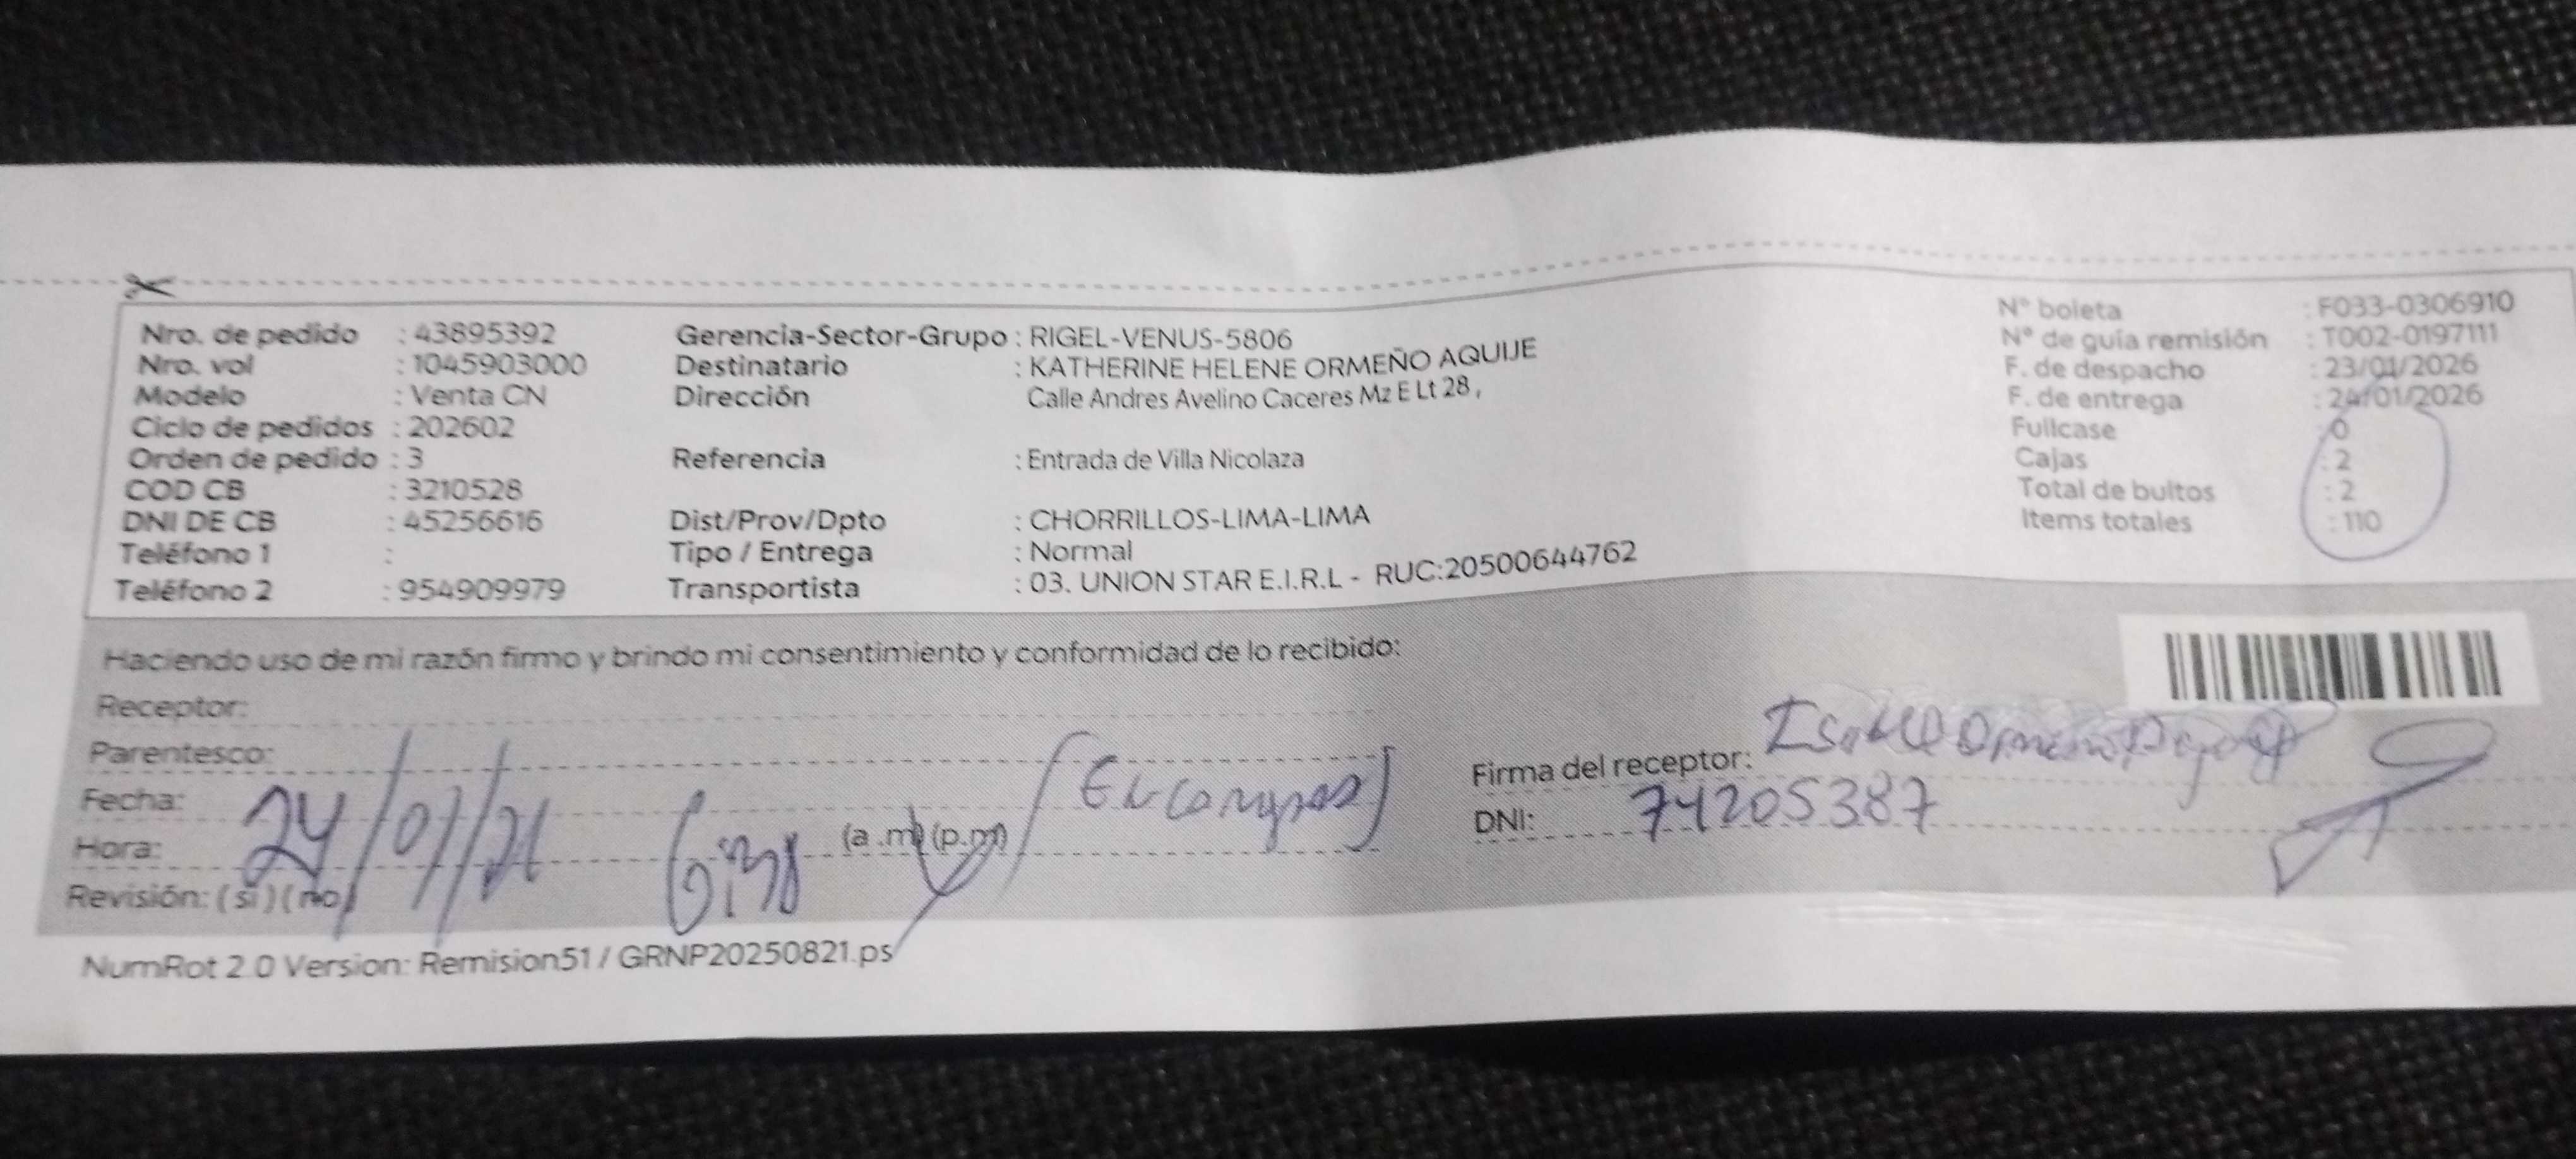 Nro. de pedido : 43895392 Gerencia-Sector-Grupo : RIGEL-VENUS-5806 N° boleta : F033-0306910
Nro. vol : 1045903000 Destinatario : KATHERINE HELENE ORMEÑO AQUIJE N° de guía remisión : T002-0197111
Modelo : Venta CN Dirección Calle Andres Avelino Caceres Mz E Lt 28 , F. de despacho : 23/01/2026
Ciclo de pedidos : 202602 F. de entrega : 24/01/2026
Orden de pedido : 3 Referencia : Entrada de Villa Nicolaza Fullcase : 0
COD CB : 3210528 Cajas : 2
DNI DE CB : 45256616 Dist/Prov/Dpto : CHORRILLOS-LIMA-LIMA Total de bultos : 2
Teléfono 1 : Tipo / Entrega : Normal Items totales : 110
Teléfono 2 : 954909979 Transportista : 03. UNION STAR E.I.R.L - RUC:20500644762
Haciendo uso de mi razón firmo y brindo mi consentimiento y conformidad de lo recibido:
Receptor:
Parentesco: Firma del receptor: Ormeño
Fecha: DNI: 74205387
Hora: (a .m) (p.m)
Revisión: ( si ) ( no )
NumRot 2.0 Version: Remision51 / GRNP20250821.ps